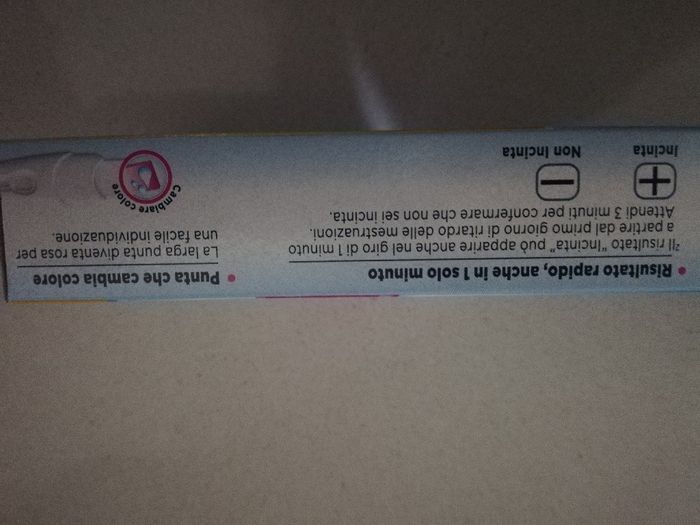 • Risultato rapido, anche in 1 solo minuto
²Il risultato "Incinta" può apparire anche nel giro di 1 minuto
a partire dal primo giorno di ritardo delle mestruazioni.
Attendi 3 minuti per confermare che non sei incinta.
+
Incinta
−
Non Incinta
• Punta che cambia colore
La larga punta diventa rosa per
una facile individuazione.
Cambiare colore